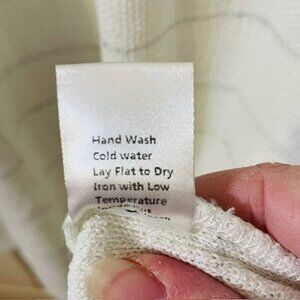 Hand Wash
Cold water
Lay Flat to Dry
Iron with Low
Temperature